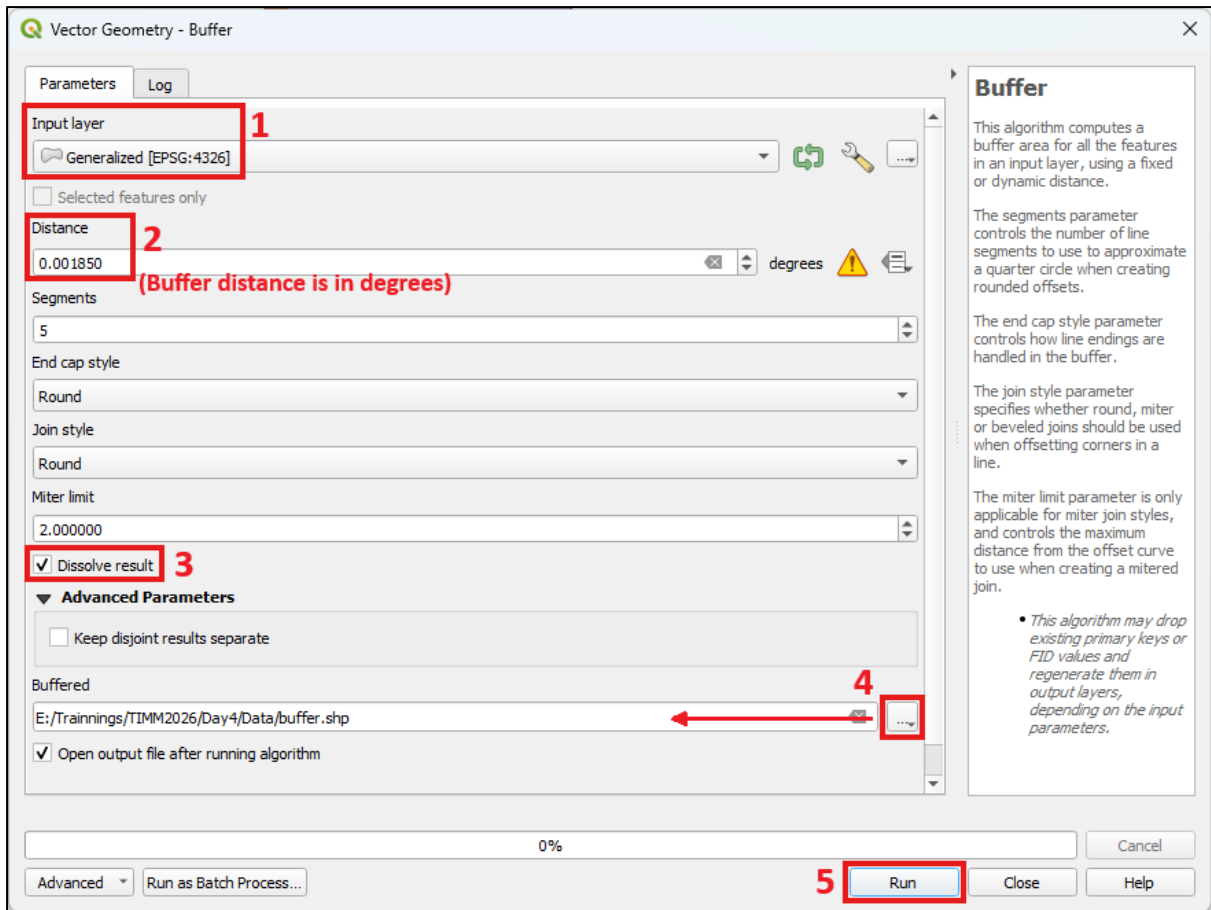 Vector Geometry - Buffer
Parameters
Log
Input layer
1
Generalized [EPSG:4326]
...
Selected features only
Distance
2
0.001850
degrees
(Buffer distance is in degrees)
Segments
5
End cap style
Round
Join style
Round
Miter limit
2.000000
Dissolve result
3
Advanced Parameters
Keep disjoint results separate
Buffered
4
E:/Trainnings/TIMM2026/Day4/Data/buffer.shp
...
Open output file after running algorithm
Buffer
This algorithm computes a
buffer area for all the features
in an input layer, using a fixed
or dynamic distance.
The segments parameter
controls the number of line
segments to use to approximate
a quarter circle when creating
rounded offsets.
The end cap style parameter
controls how line endings are
handled in the buffer.
The join style parameter
specifies whether round, miter
or beveled joins should be used
when offsetting corners in a
line.
The miter limit parameter is only
applicable for miter join styles,
and controls the maximum
distance from the offset curve
to use when creating a mitered
join.
• This algorithm may drop
existing primary keys or
FID values and
regenerate them in
output layers,
depending on the input
parameters.
0%
Cancel
Advanced
Run as Batch Process...
5
Run
Close
Help